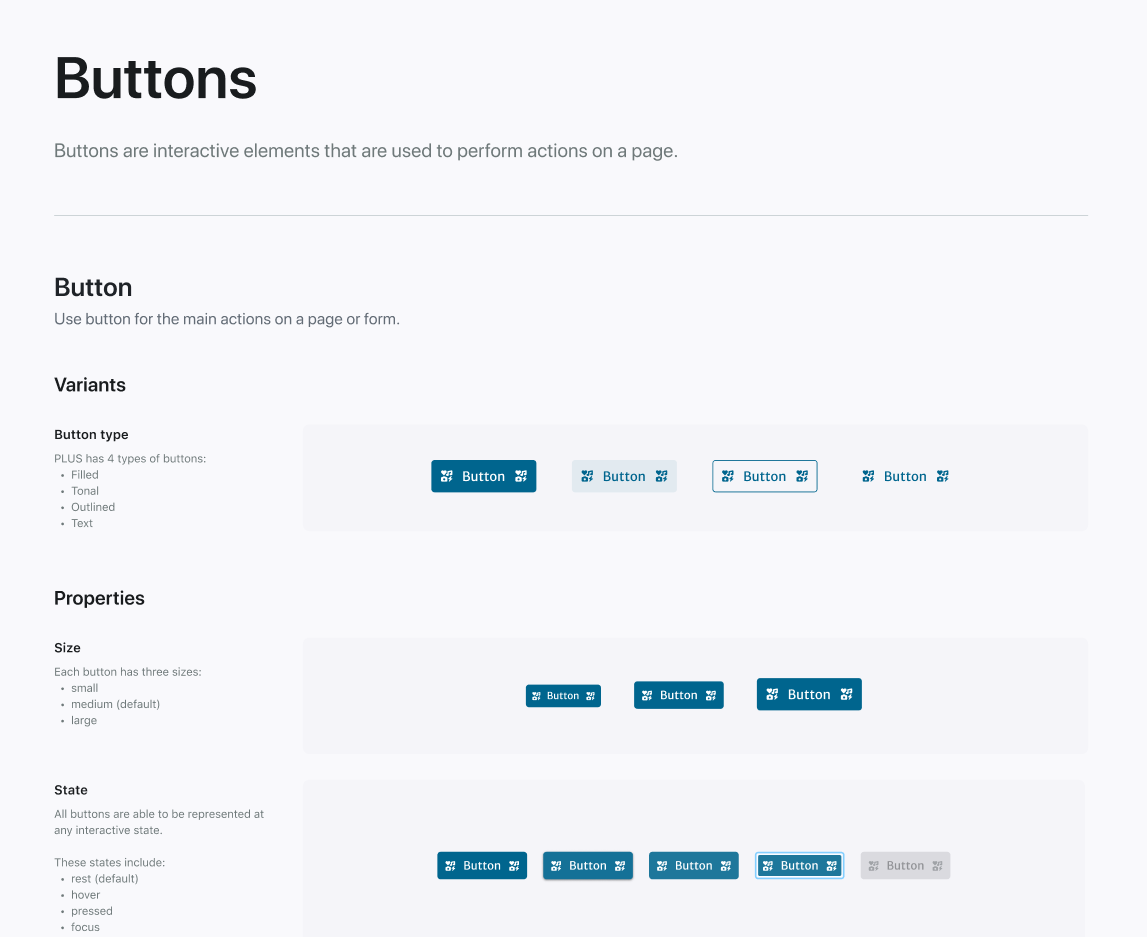 Buttons
Buttons are interactive elements that are used to perform actions on a page.
Button
Use button for the main actions on a page or form.
Variants
Button type
PLUS has 4 types of buttons:
• Filled
• Tonal
• Outlined
• Text
Button Button Button Button
Properties
Size
Each button has three sizes:
• small
• medium (default)
• large
Button Button Button
State
All buttons are able to be represented at
any interactive state.
These states include:
• rest (default)
• hover
• pressed
• focus
Button Button Button Button Button